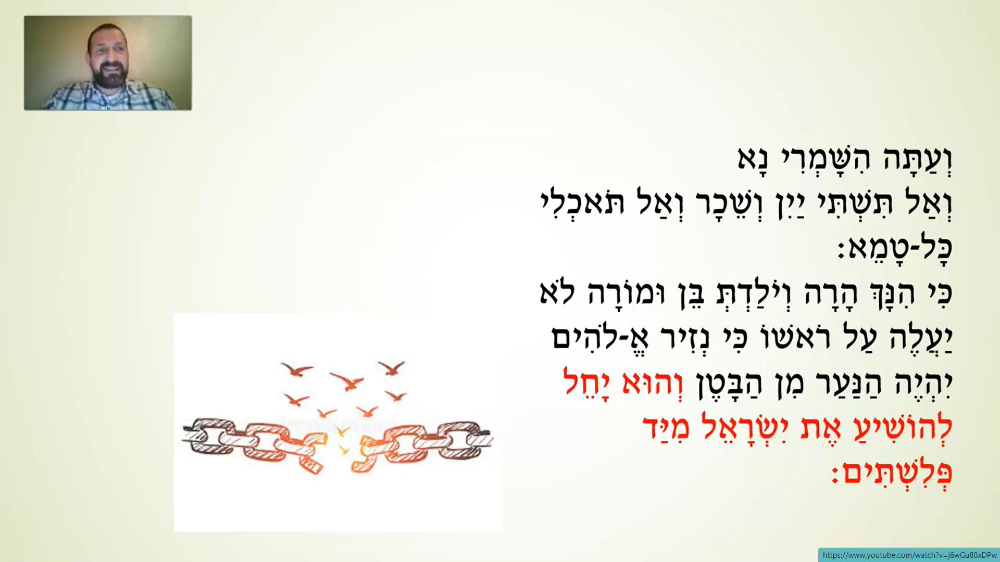 וְעַתָּה הִשָּׁמְרִי נָא
וְאַל תִּשְׁתִּי יַיִן וְשֵׁכָר וְאַל תֹּאכְלִי
כָּל-טָמֵא:
כִּי הִנָּךְ הָרָה וְיֹלַדְתְּ בֵּן וּמוֹרָה לֹא
יַעֲלֶה עַל רֹאשׁוֹ כִּי נְזִיר אֱ-לֹהִים
יִהְיֶה הַנַּעַר מִן הַבָּטֶן וְהוּא יָחֵל
לְהוֹשִׁיעַ אֶת יִשְׂרָאֵל מִיַּד
פְּלִשְׁתִּים:
https://www.youtube.com/watch?v=j6wGu88xDPw